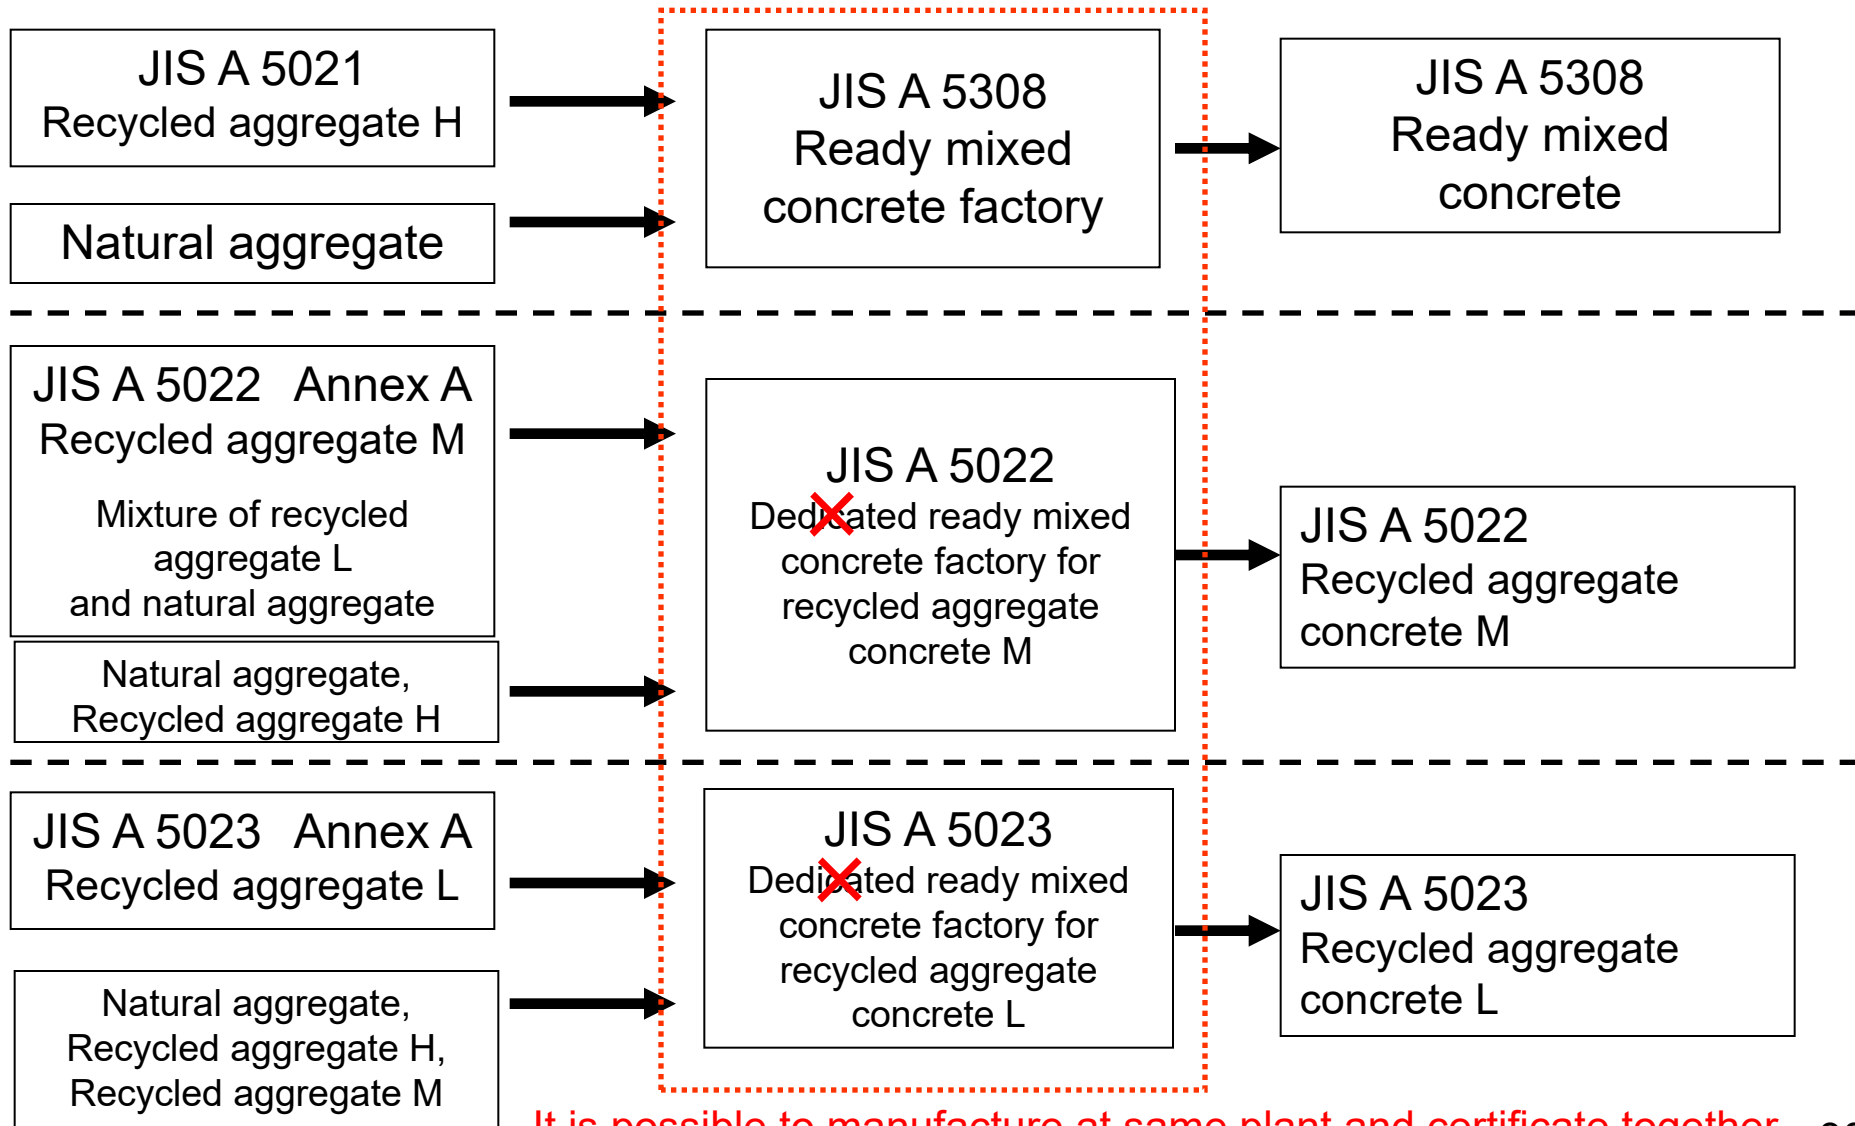 JIS A 5021
Recycled aggregate H
Natural aggregate
JIS A 5308
Ready mixed
concrete factory
JIS A 5308
Ready mixed
concrete
JIS A 5022 Annex A
Recycled aggregate M
Mixture of recycled
aggregate L
and natural aggregate
Natural aggregate,
Recycled aggregate H
JIS A 5022
Dedicated ready mixed
concrete factory for
recycled aggregate
concrete M
JIS A 5022
Recycled aggregate
concrete M
JIS A 5023 Annex A
Recycled aggregate L
Natural aggregate,
Recycled aggregate H,
Recycled aggregate M
JIS A 5023
Dedicated ready mixed
concrete factory for
recycled aggregate
concrete L
JIS A 5023
Recycled aggregate
concrete L
It is possible to manufacture at same plant and certificate together